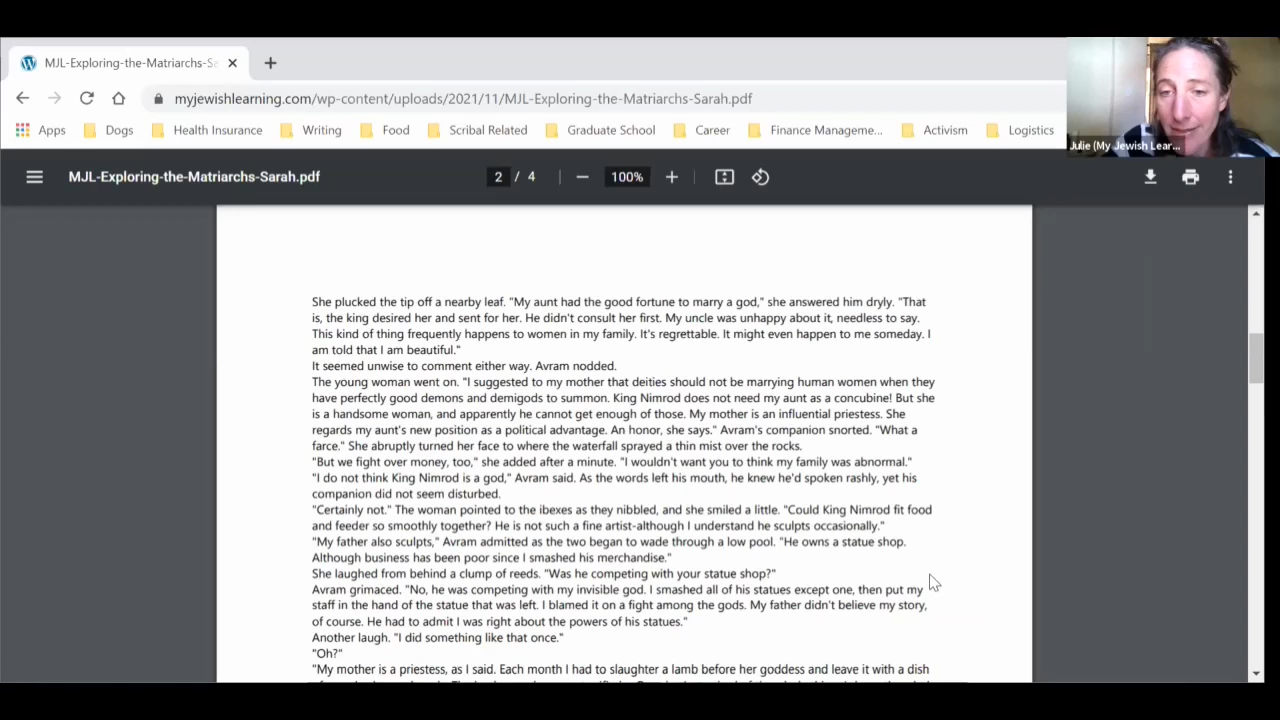 MJL-Exploring-the-Matriarchs-Sa
myjewishlearning.com/wp-content/uploads/2021/11/MJL-Exploring-the-Matriarchs-Sarah.pdf
Apps Dogs Health Insurance Writing Food Scribal Related Graduate School Career Finance Manageme... Activism Logistics
Julie (My Jewish Lear...
MJL-Exploring-the-Matriarchs-Sarah.pdf 2 / 4 100%
She plucked the tip off a nearby leaf. "My aunt had the good fortune to marry a god," she answered him dryly. "That
is, the king desired her and sent for her. He didn't consult her first. My uncle was unhappy about it, needless to say.
This kind of thing frequently happens to women in my family. It's regrettable. It might even happen to me someday. I
am told that I am beautiful."
It seemed unwise to comment either way. Avram nodded.
The young woman went on. "I suggested to my mother that deities should not be marrying human women when they
have perfectly good demons and demigods to summon. King Nimrod does not need my aunt as a concubine! But she
is a handsome woman, and apparently he cannot get enough of those. My mother is an influential priestess. She
regards my aunt's new position as a political advantage. An honor, she says." Avram's companion snorted. "What a
farce." She abruptly turned her face to where the waterfall sprayed a thin mist over the rocks.
"But we fight over money, too," she added after a minute. "I wouldn't want you to think my family was abnormal."
"I do not think King Nimrod is a god," Avram said. As the words left his mouth, he knew he'd spoken rashly, yet his
companion did not seem disturbed.
"Certainly not." The woman pointed to the ibexes as they nibbled, and she smiled a little. "Could King Nimrod fit food
and feeder so smoothly together? He is not such a fine artist-although I understand he sculpts occasionally."
"My father also sculpts," Avram admitted as the two began to wade through a low pool. "He owns a statue shop.
Although business has been poor since I smashed his merchandise."
She laughed from behind a clump of reeds. "Was he competing with your statue shop?"
Avram grimaced. "No, he was competing with my invisible god. I smashed all of his statues except one, then put my
staff in the hand of the statue that was left. I blamed it on a fight among the gods. My father didn't believe my story,
of course. He had to admit I was right about the powers of his statues."
Another laugh. "I did something like that once."
"Oh?"
"My mother is a priestess, as I said. Each month I had to slaughter a lamb before her goddess and leave it with a dish